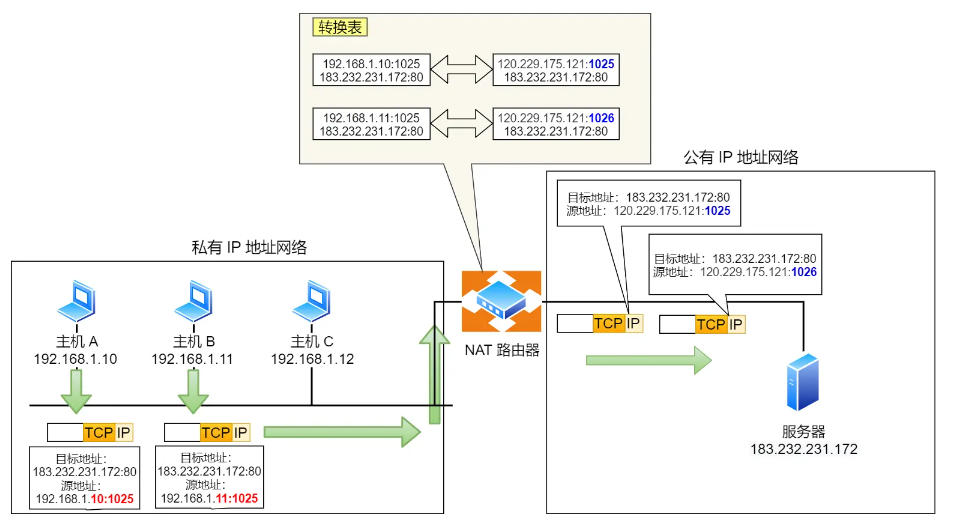 转换表
192.168.1.10:1025
183.232.231.172:80
120.229.175.121:1025
183.232.231.172:80
192.168.1.11:1025
183.232.231.172:80
120.229.175.121:1026
183.232.231.172:80
公有 IP 地址网络
目标地址：183.232.231.172:80
源地址：120.229.175.121:1025
目标地址：183.232.231.172:80
源地址：120.229.175.121:1026
TCP IP
TCP IP
服务器
183.232.231.172
NAT 路由器
私有 IP 地址网络
主机 A
192.168.1.10
主机 B
192.168.1.11
主机 C
192.168.1.12
TCP IP
TCP IP
目标地址：
183.232.231.172:80
源地址：
192.168.1.10:1025
目标地址：
183.232.231.172:80
源地址：
192.168.1.11:1025